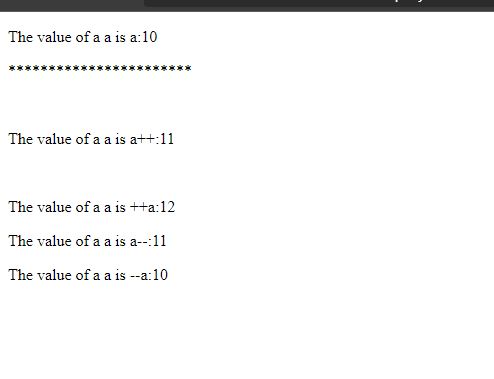 The value of a a is a:10
***********************
The value of a a is a++:11
The value of a a is ++a:12
The value of a a is a--:11
The value of a a is --a:10